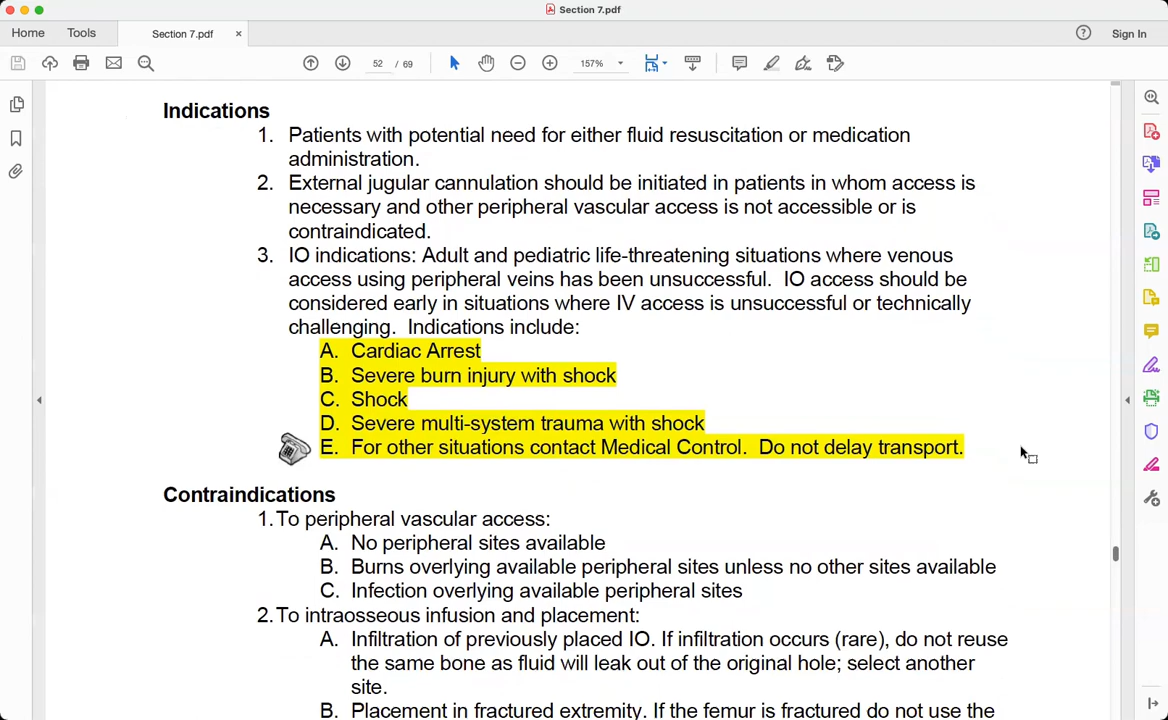 Section 7.pdf
Home
Tools
Section 7.pdf
×
Sign In
52 / 69
157%
Indications
1. Patients with potential need for either fluid resuscitation or medication
administration.
2. External jugular cannulation should be initiated in patients in whom access is
necessary and other peripheral vascular access is not accessible or is
contraindicated.
3. IO indications: Adult and pediatric life-threatening situations where venous
access using peripheral veins has been unsuccessful.  IO access should be
considered early in situations where IV access is unsuccessful or technically
challenging.  Indications include:
A. Cardiac Arrest
B. Severe burn injury with shock
C. Shock
D. Severe multi-system trauma with shock
E. For other situations contact Medical Control.  Do not delay transport.
Contraindications
1. To peripheral vascular access:
A. No peripheral sites available
B. Burns overlying available peripheral sites unless no other sites available
C. Infection overlying available peripheral sites
2. To intraosseous infusion and placement:
A. Infiltration of previously placed IO. If infiltration occurs (rare), do not reuse
the same bone as fluid will leak out of the original hole; select another
site.
B. Placement in fractured extremity. If the femur is fractured do not use the